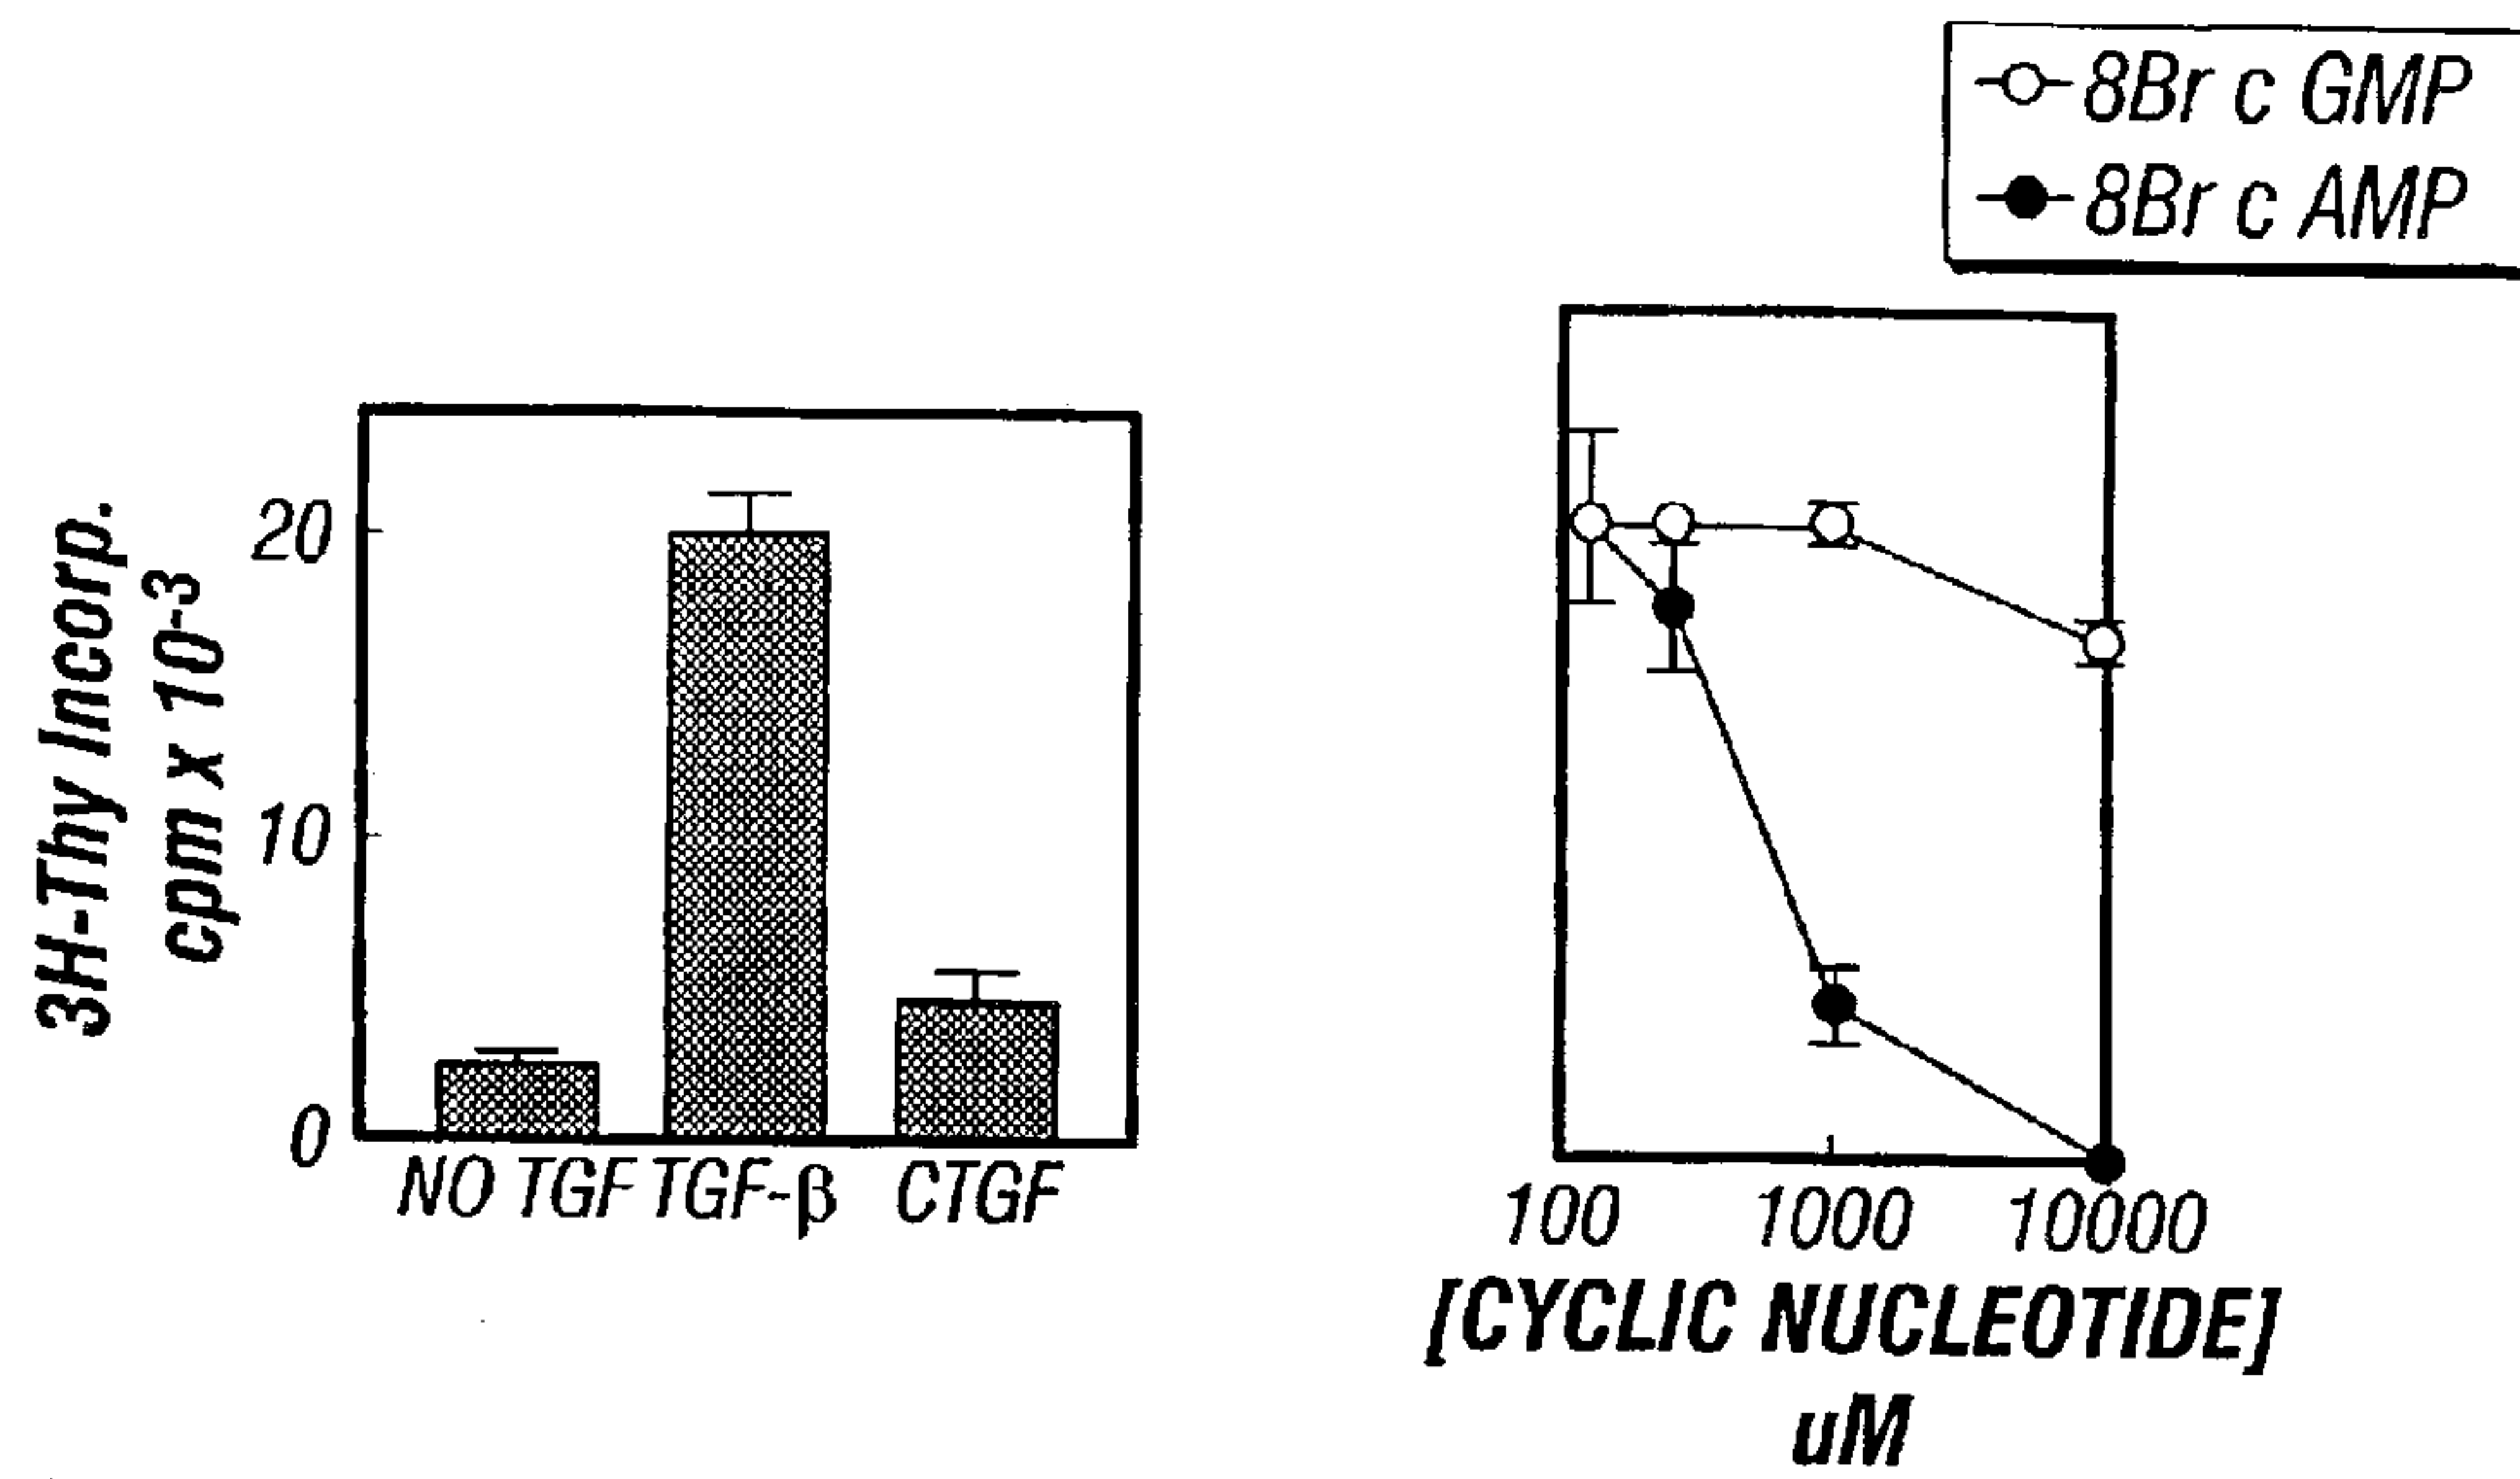 8Br c GMP
8Br c AMP
3H-Thy Incorp.
cpm x 10-3
20
10
0
NO TGF TGF-β CTGF
100 1000 10000
[CYCLIC NUCLEOTIDE]
uM